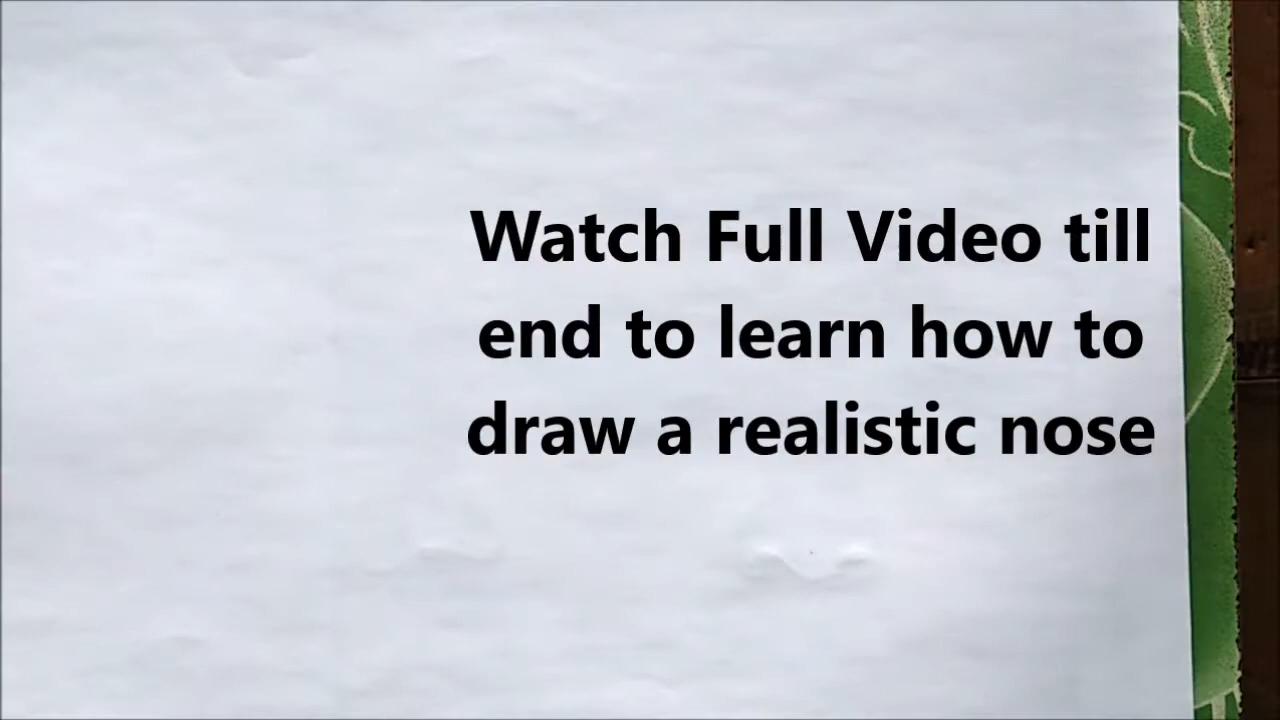 Watch Full Video till
end to learn how to
draw a realistic nose